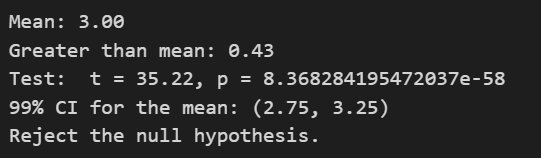 Mean: 3.00
Greater than mean: 0.43
Test:  t = 35.22, p = 8.368284195472037e-58
99% CI for the mean: (2.75, 3.25)
Reject the null hypothesis.